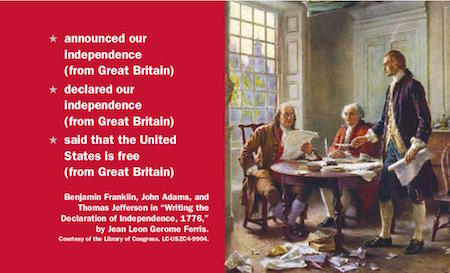 ★ announced our
independence
(from Great Britain)
★ declared our
independence
(from Great Britain)
★ said that the United
States is free
(from Great Britain)
Benjamin Franklin, John Adams, and
Thomas Jefferson in “Writing the
Declaration of Independence, 1776,”
by Jean Leon Gerome Ferris.
Courtesy of the Library of Congress, LC-USZC4-9904.